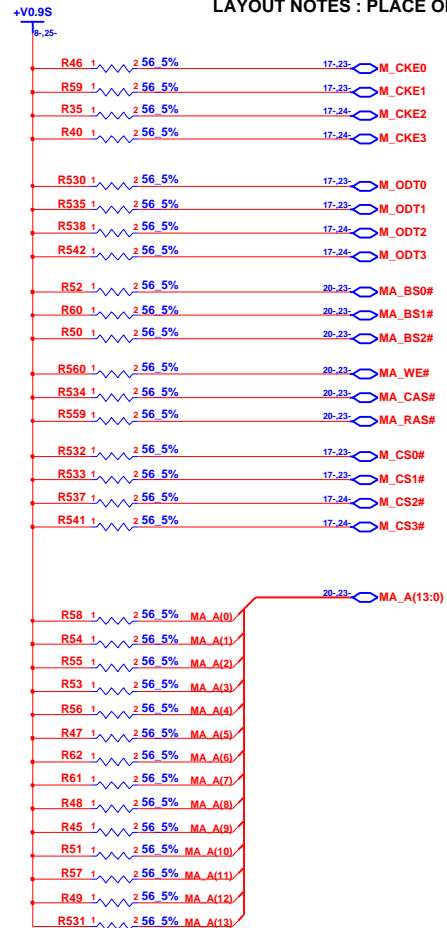 LAYOUT NOTES : PLACE O
+V0.9S
8-,25-
R46 1 2 56_5% 17-,23- M_CKE0
R59 1 2 56_5% 17-,23- M_CKE1
R35 1 2 56_5% 17-,24- M_CKE2
R40 1 2 56_5% 17-,24- M_CKE3
R530 1 2 56_5% 17-,23- M_ODT0
R535 1 2 56_5% 17-,23- M_ODT1
R538 1 2 56_5% 17-,24- M_ODT2
R542 1 2 56_5% 17-,24- M_ODT3
R52 1 2 56_5% 20-,23- MA_BS0#
R60 1 2 56_5% 20-,23- MA_BS1#
R50 1 2 56_5% 20-,23- MA_BS2#
R560 1 2 56_5% 20-,23- MA_WE#
R534 1 2 56_5% 20-,23- MA_CAS#
R559 1 2 56_5% 20-,23- MA_RAS#
R532 1 2 56_5% 17-,23- M_CS0#
R533 1 2 56_5% 17-,23- M_CS1#
R537 1 2 56_5% 17-,24- M_CS2#
R541 1 2 56_5% 17-,24- M_CS3#
20-,23- MA_A(13:0)
R58 1 2 56_5% MA_A(0)
R54 1 2 56_5% MA_A(1)
R55 1 2 56_5% MA_A(2)
R53 1 2 56_5% MA_A(3)
R56 1 2 56_5% MA_A(4)
R47 1 2 56_5% MA_A(5)
R62 1 2 56_5% MA_A(6)
R61 1 2 56_5% MA_A(7)
R48 1 2 56_5% MA_A(8)
R45 1 2 56_5% MA_A(9)
R51 1 2 56_5% MA_A(10)
R57 1 2 56_5% MA_A(11)
R49 1 2 56_5% MA_A(12)
R531 1 2 56_5% MA_A(13)